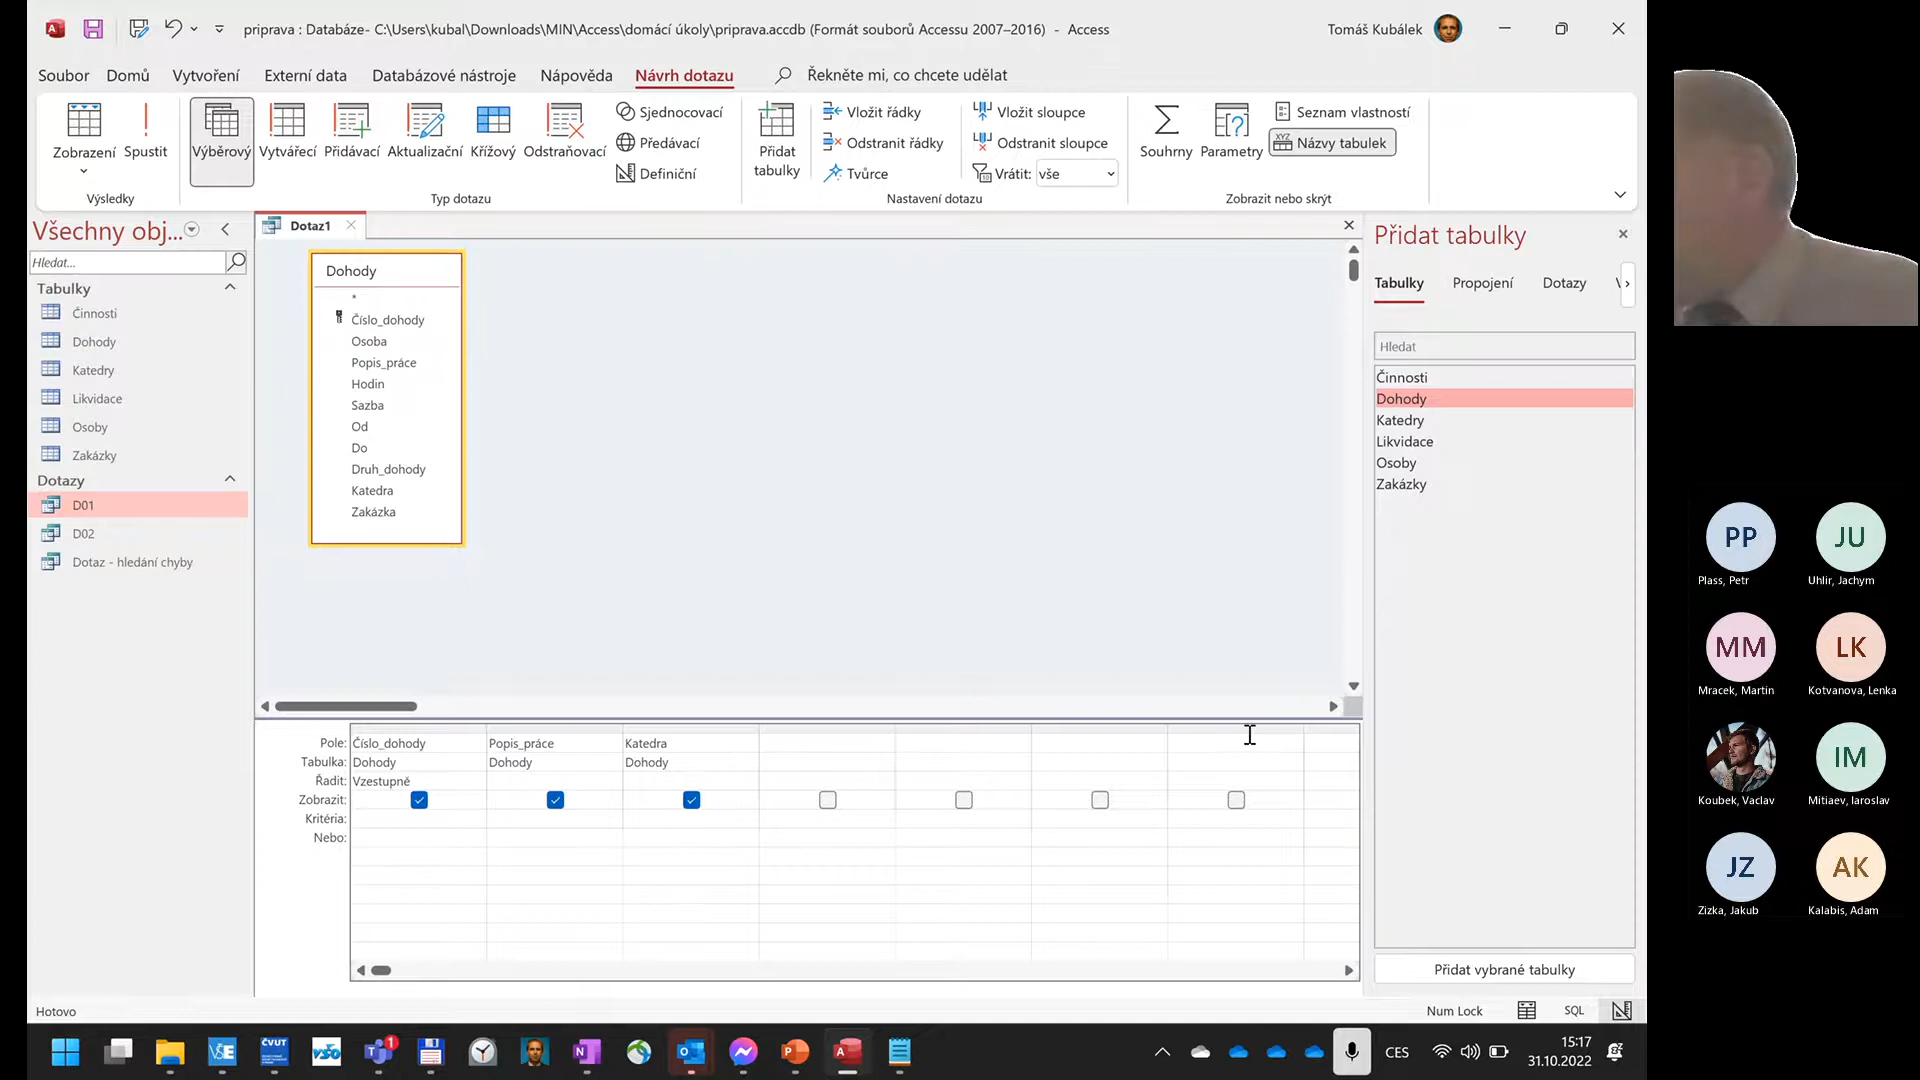 priprava : Databáze- C:\Users\kubal\Downloads\MIN\Access\domácí úkoly\priprava.accdb (Formát souborů Accessu 2007–2016) - Access
Tomáš Kubálek
Soubor Domů Vytvoření Externí data Databázové nástroje Nápověda Návrh dotazu Řekněte mi, co chcete udělat
Zobrazení Spustit
Výsledky
Výběrový Vytvářecí Přidávací Aktualizační Křížový Odstraňovací
Sjednocovací
Předávací
Definiční
Typ dotazu
Přidat tabulky
Vložit řádky
Odstranit řádky
Tvůrce
Vložit sloupce
Odstranit sloupce
Vrátit: vše
Nastavení dotazu
Souhrny Parametry
Seznam vlastností
Názvy tabulek
Zobrazit nebo skrýt
Všechny obj...
Hledat...
Tabulky
Činnosti
Dohody
Katedry
Likvidace
Osoby
Zakázky
Dotazy
D01
D02
Dotaz - hledání chyby
Dotaz1
Dohody
*
Číslo_dohody
Osoba
Popis_práce
Hodin
Sazba
Od
Do
Druh_dohody
Katedra
Zakázka
Pole: Číslo_dohody Popis_práce Katedra
Tabulka: Dohody Dohody Dohody
Řadit: Vzestupně
Zobrazit:
Kritéria:
Nebo:
Přidat tabulky
Tabulky Propojení Dotazy
Hledat
Činnosti
Dohody
Katedry
Likvidace
Osoby
Zakázky
Přidat vybrané tabulky
Hotovo
Num Lock SQL
PP
Plass, Petr
JU
Uhlir, Jachym
MM
Mracek, Martin
LK
Kotvanova, Lenka
Koubek, Vaclav
IM
Mitiaev, Iaroslav
JZ
Zizka, Jakub
AK
Kalabis, Adam
CES
15:17
31.10.2022